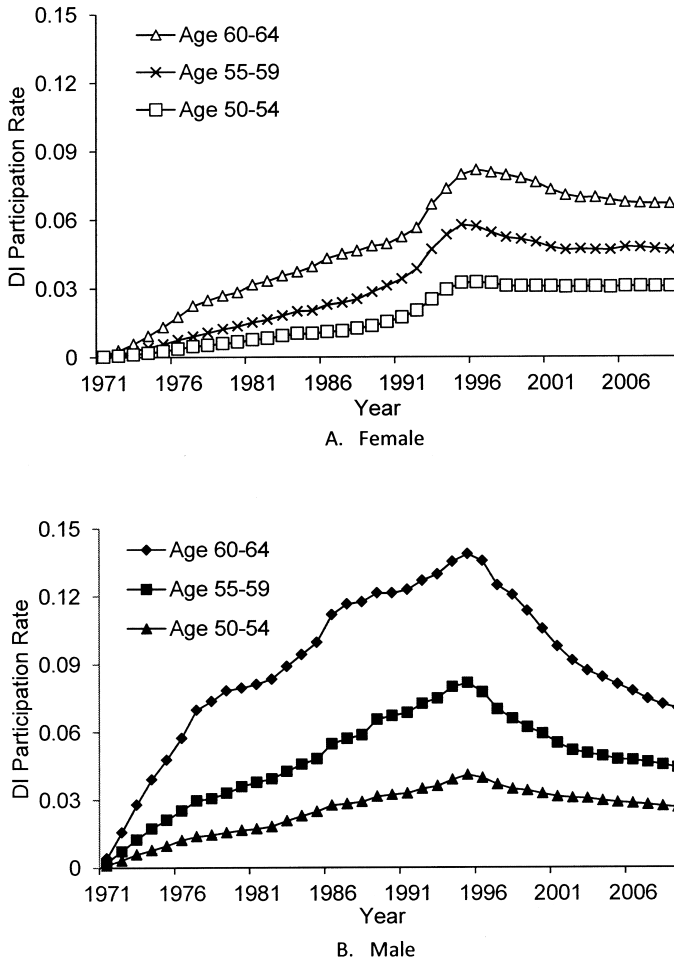 0.15
0.12
0.09
0.06
0.03
0
DI Participation Rate
Age 60-64
Age 55-59
Age 50-54
1971 1976 1981 1986 1991 1996 2001 2006
Year
A. Female
0.15
0.12
0.09
0.06
0.03
0
DI Participation Rate
Age 60-64
Age 55-59
Age 50-54
1971 1976 1981 1986 1991 1996 2001 2006
Year
B. Male